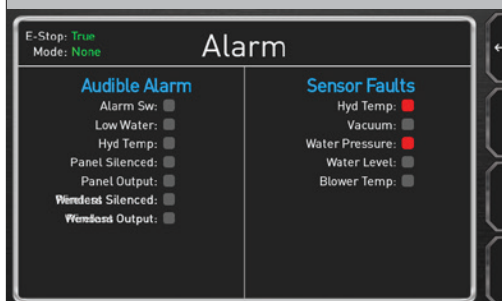 E-Stop: True
Mode: None
Alarm
Audible Alarm
Alarm Sw:
Low Water:
Hyd Temp:
Panel Silenced:
Panel Output:
Silenced:
Output:
Sensor Faults
Hyd Temp:
Vacuum:
Water Pressure:
Water Level:
Blower Temp: